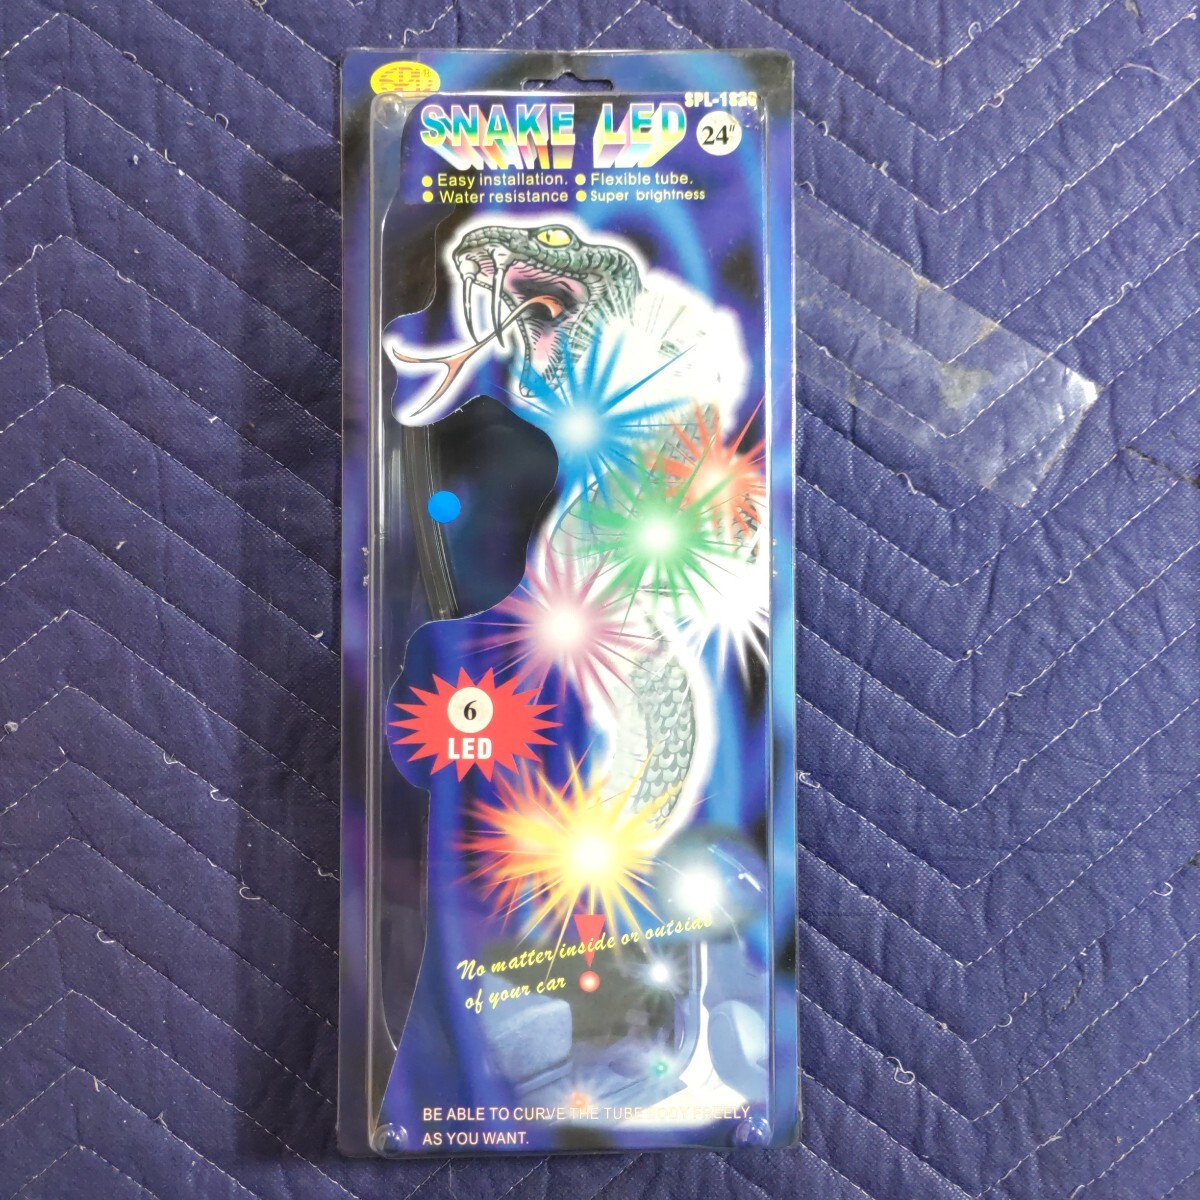 SPL®
SNAKE LED
24"
• Easy installation. • Flexible tube.
• Water resistance • Super brightness
6
LED
No matter inside or outside
of your car
BE ABLE TO CURVE THE TUBE BODY FREELY,
AS YOU WANT.